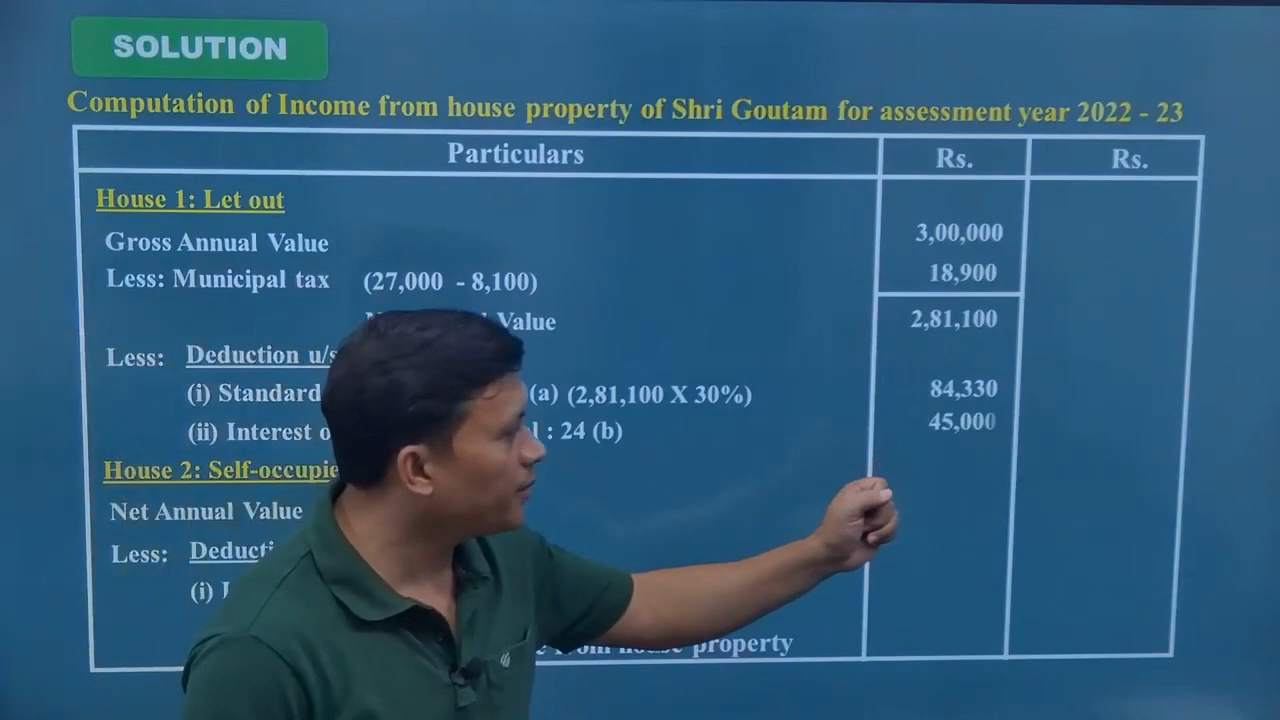 SOLUTION
Computation of Income from house property of Shri Goutam for assessment year 2022 - 23
Particulars Rs. Rs.
House 1: Let out
Gross Annual Value 3,00,000
Less: Municipal tax (27,000 - 8,100) 18,900
Value 2,81,100
Less: Deduction
(i) Standard (a) (2,81,100 X 30%) 84,330
(ii) Interest : 24 (b) 45,000
House 2:
Net Annual Value
Less:
(i)
property